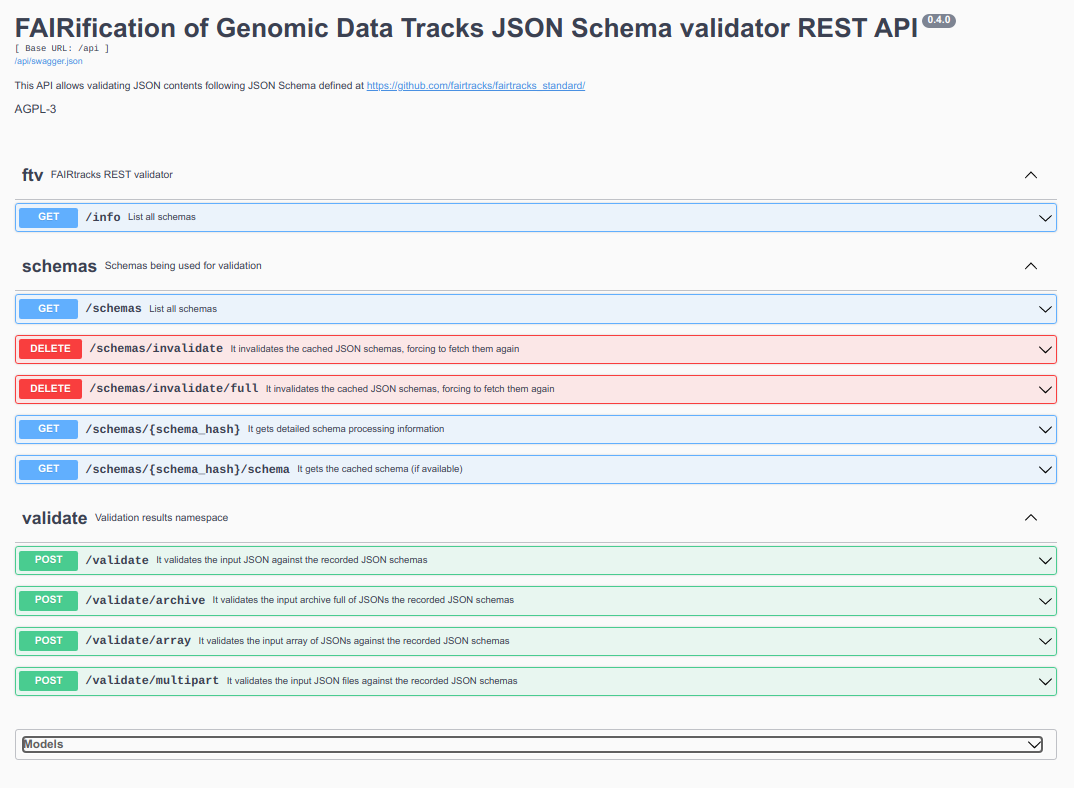 FAIRification of Genomic Data Tracks JSON Schema validator REST API 0.4.0
[ Base URL: /api ]
/api/swagger.json
This API allows validating JSON contents following JSON Schema defined at https://github.com/fairtracks/fairtracks_standard/
AGPL-3
ftv FAIRtracks REST validator
GET /info List all schemas
schemas Schemas being used for validation
GET /schemas List all schemas
DELETE /schemas/invalidate It invalidates the cached JSON schemas, forcing to fetch them again
DELETE /schemas/invalidate/full It invalidates the cached JSON schemas, forcing to fetch them again
GET /schemas/{schema_hash} It gets detailed schema processing information
GET /schemas/{schema_hash}/schema It gets the cached schema (if available)
validate Validation results namespace
POST /validate It validates the input JSON against the recorded JSON schemas
POST /validate/archive It validates the input archive full of JSONs the recorded JSON schemas
POST /validate/array It validates the input array of JSONs against the recorded JSON schemas
POST /validate/multipart It validates the input JSON files against the recorded JSON schemas
Models